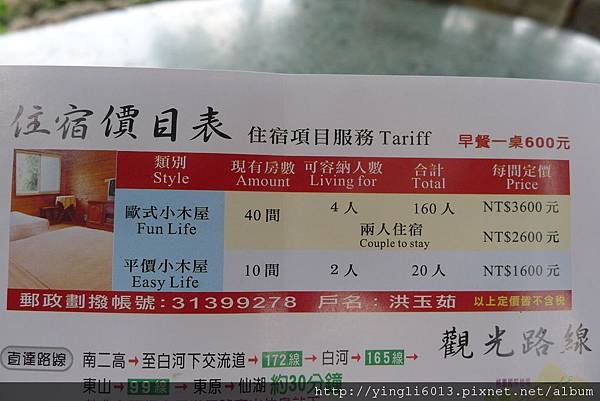 住宿價目表 住宿項目服務 Tariff 早餐一桌600元
類別 現有房數 可容納人數 合計 每間定價
Style Amount Living for Total Price
歐式小木屋 40間 4人 160人 NT$3600元
Fun Life 兩人住宿 NT$2600元
Couple to stay
平價小木屋 10間 2人 20人 NT$1600元
Easy Life
郵政劃撥帳號：31399278 戶名：洪玉茹 以上定價皆不含稅
觀光路線
直達路線 南二高→至白河下交流道→172線→白河→165線→
東山→99線→東原→仙湖 約30分鐘
http://yingli6013.pixnet.net/album